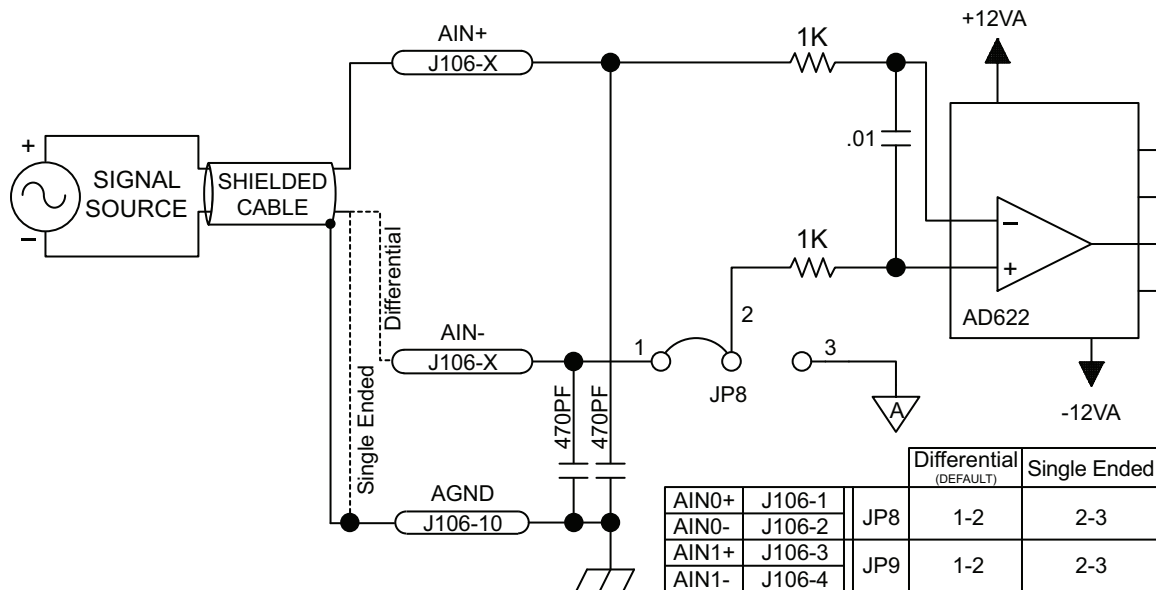 AIN+
J106-X
1K
+12VA
+
SIGNAL
SOURCE
−
SHIELDED
CABLE
.01
1K
−
+
AD622
Differential
AIN-
J106-X
1
2
3
JP8
A
-12VA
Single Ended
470PF
470PF
AGND
J106-10
Differential Single Ended
(DEFAULT)
AIN0+ J106-1
AIN0- J106-2
JP8 1-2 2-3
AIN1+ J106-3
AIN1- J106-4
JP9 1-2 2-3